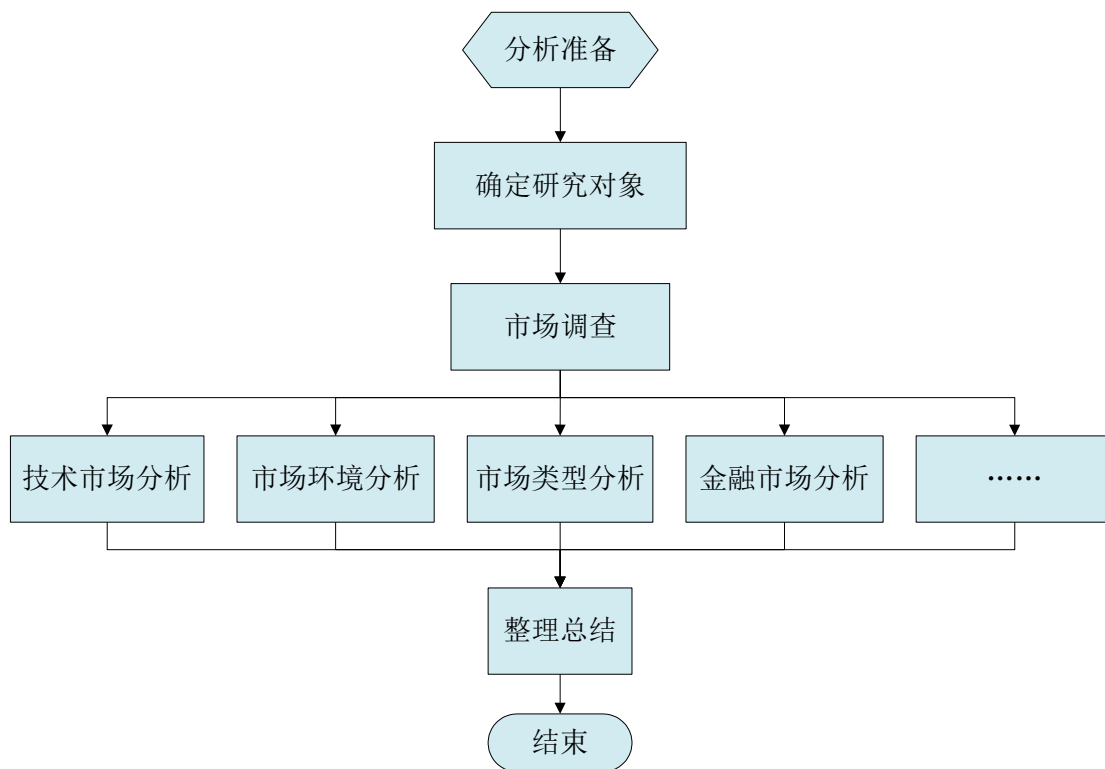 分析准备
确定研究对象
市场调查
技术市场分析
市场环境分析
市场类型分析
金融市场分析
……
整理总结
结束